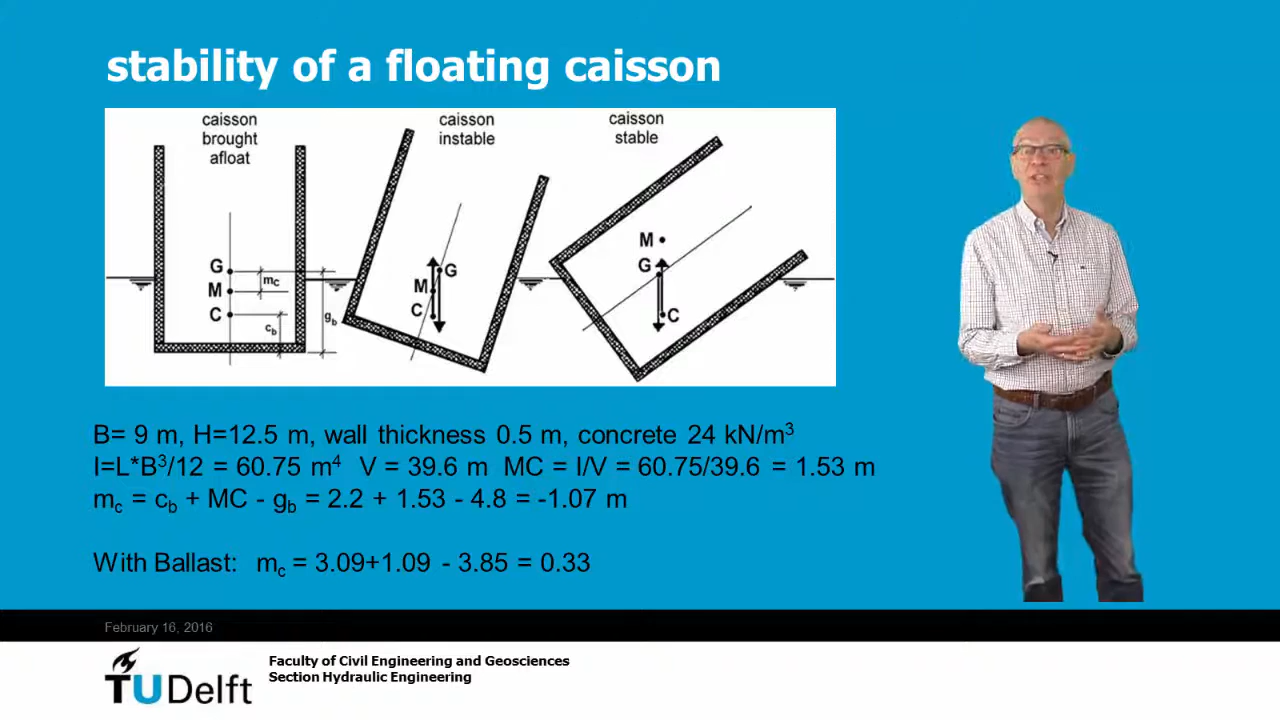 stability of a floating caisson
caisson
brought
afloat
caisson
instable
caisson
stable
G
M
C
mc
cb
gb
G
M
C
M
G
C
B= 9 m, H=12.5 m, wall thickness 0.5 m, concrete 24 kN/m³
I=L*B³/12 = 60.75 m⁴ V = 39.6 m MC = I/V = 60.75/39.6 = 1.53 m
mc = cb + MC - gb = 2.2 + 1.53 - 4.8 = -1.07 m
With Ballast: mc = 3.09+1.09 - 3.85 = 0.33
February 16, 2016
TU Delft
Faculty of Civil Engineering and Geosciences
Section Hydraulic Engineering